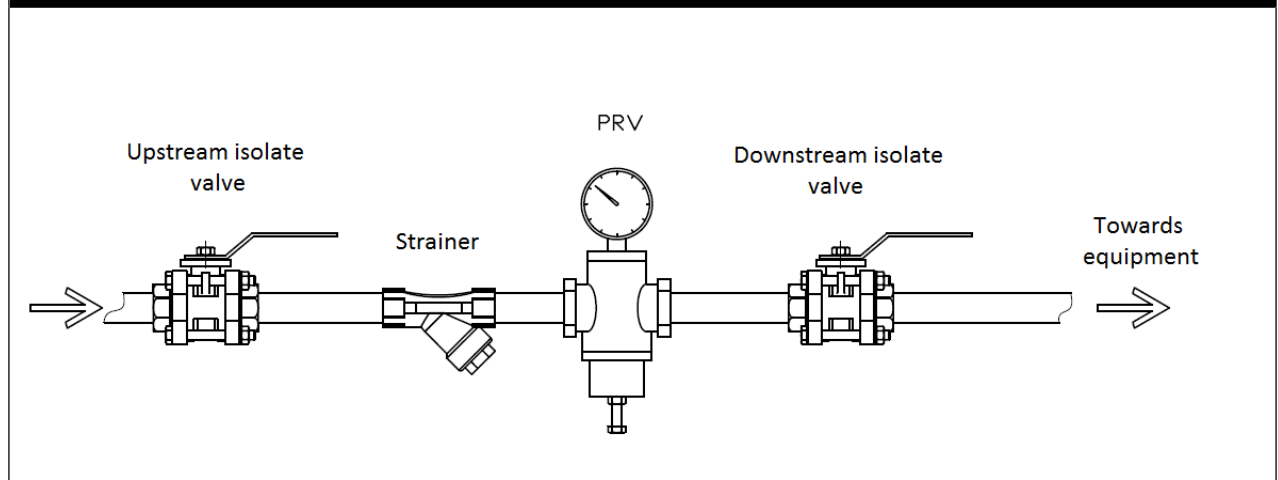 PRV
Upstream isolate
valve
Strainer
Downstream isolate
valve
Towards
equipment